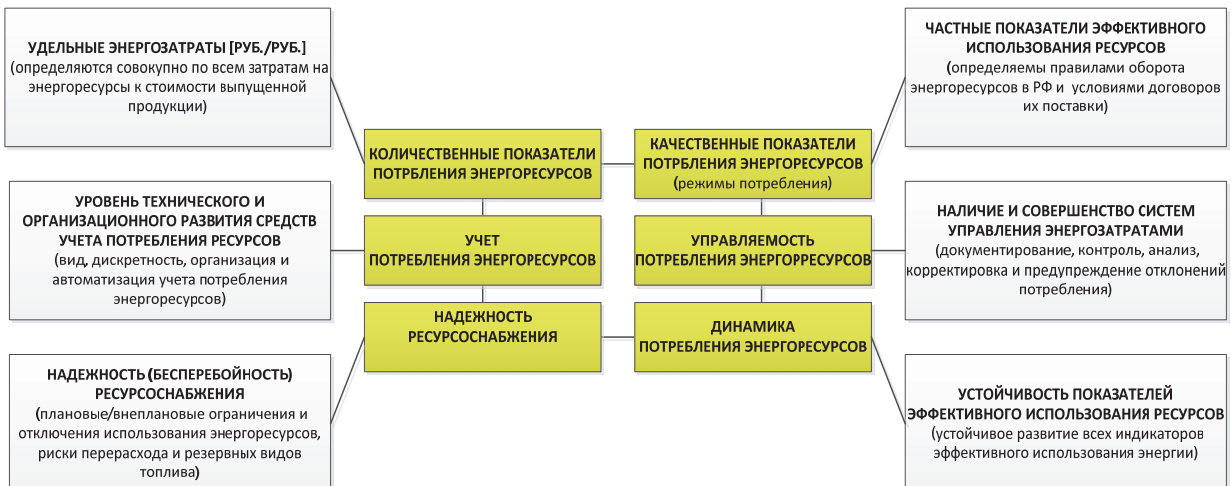 УДЕЛЬНЫЕ ЭНЕРГОЗАТРАТЫ [РУБ./РУБ.]
(определяются совокупно по всем затратам на
энергоресурсы к стоимости выпущенной
продукции)
УРОВЕНЬ ТЕХНИЧЕСКОГО И
ОРГАНИЗАЦИОННОГО РАЗВИТИЯ СРЕДСТВ
УЧЕТА ПОТРЕБЛЕНИЯ РЕСУРСОВ
(вид, дискретность, организация и
автоматизация учета потребления
энергоресурсов)
НАДЕЖНОСТЬ (БЕСПЕРЕБОЙНОСТЬ)
РЕСУРСОСНАБЖЕНИЯ
(плановые/внеплановые ограничения и
отключения использования энергоресурсов,
риски перерасхода и резервных видов
топлива)
КОЛИЧЕСТВЕННЫЕ ПОКАЗАТЕЛИ
ПОТРБЛЕНИЯ ЭНЕРГОРЕСУРСОВ
УЧЕТ
ПОТРЕБЛЕНИЯ ЭНЕРГОРЕСУРСОВ
НАДЕЖНОСТЬ
РЕСУРСОСНАБЖЕНИЯ
КАЧЕСТВЕННЫЕ ПОКАЗАТЕЛИ
ПОТРБЛЕНИЯ ЭНЕРГОРЕСУРСОВ
(режимы потребления)
УПРАВЛЯЕМОСТЬ
ПОТРЕБЛЕНИЯ ЭНЕРГОРРЕСУРСОВ
ДИНАМИКА
ПОТРЕБЛЕНИЯ ЭНЕРГОРЕСУРСОВ
ЧАСТНЫЕ ПОКАЗАТЕЛИ ЭФФЕКТИВНОГО
ИСПОЛЬЗОВАНИЯ РЕСУРСОВ
(определяемы правилами оборота
энергоресурсов в РФ и условиями договоров
их поставки)
НАЛИЧИЕ И СОВЕРШЕНСТВО СИСТЕМ
УПРАВЛЕНИЯ ЭНЕРГОЗАТРАТАМИ
(документирование, контроль, анализ,
корректировка и предупреждение отклонений
потребления)
УСТОЙЧИВОСТЬ ПОКАЗАТЕЛЕЙ
ЭФФЕКТИВНОГО ИСПОЛЬЗОВАНИЯ РЕСУРСОВ
(устойчивое развитие всех индикаторов
эффективного использования энергии)